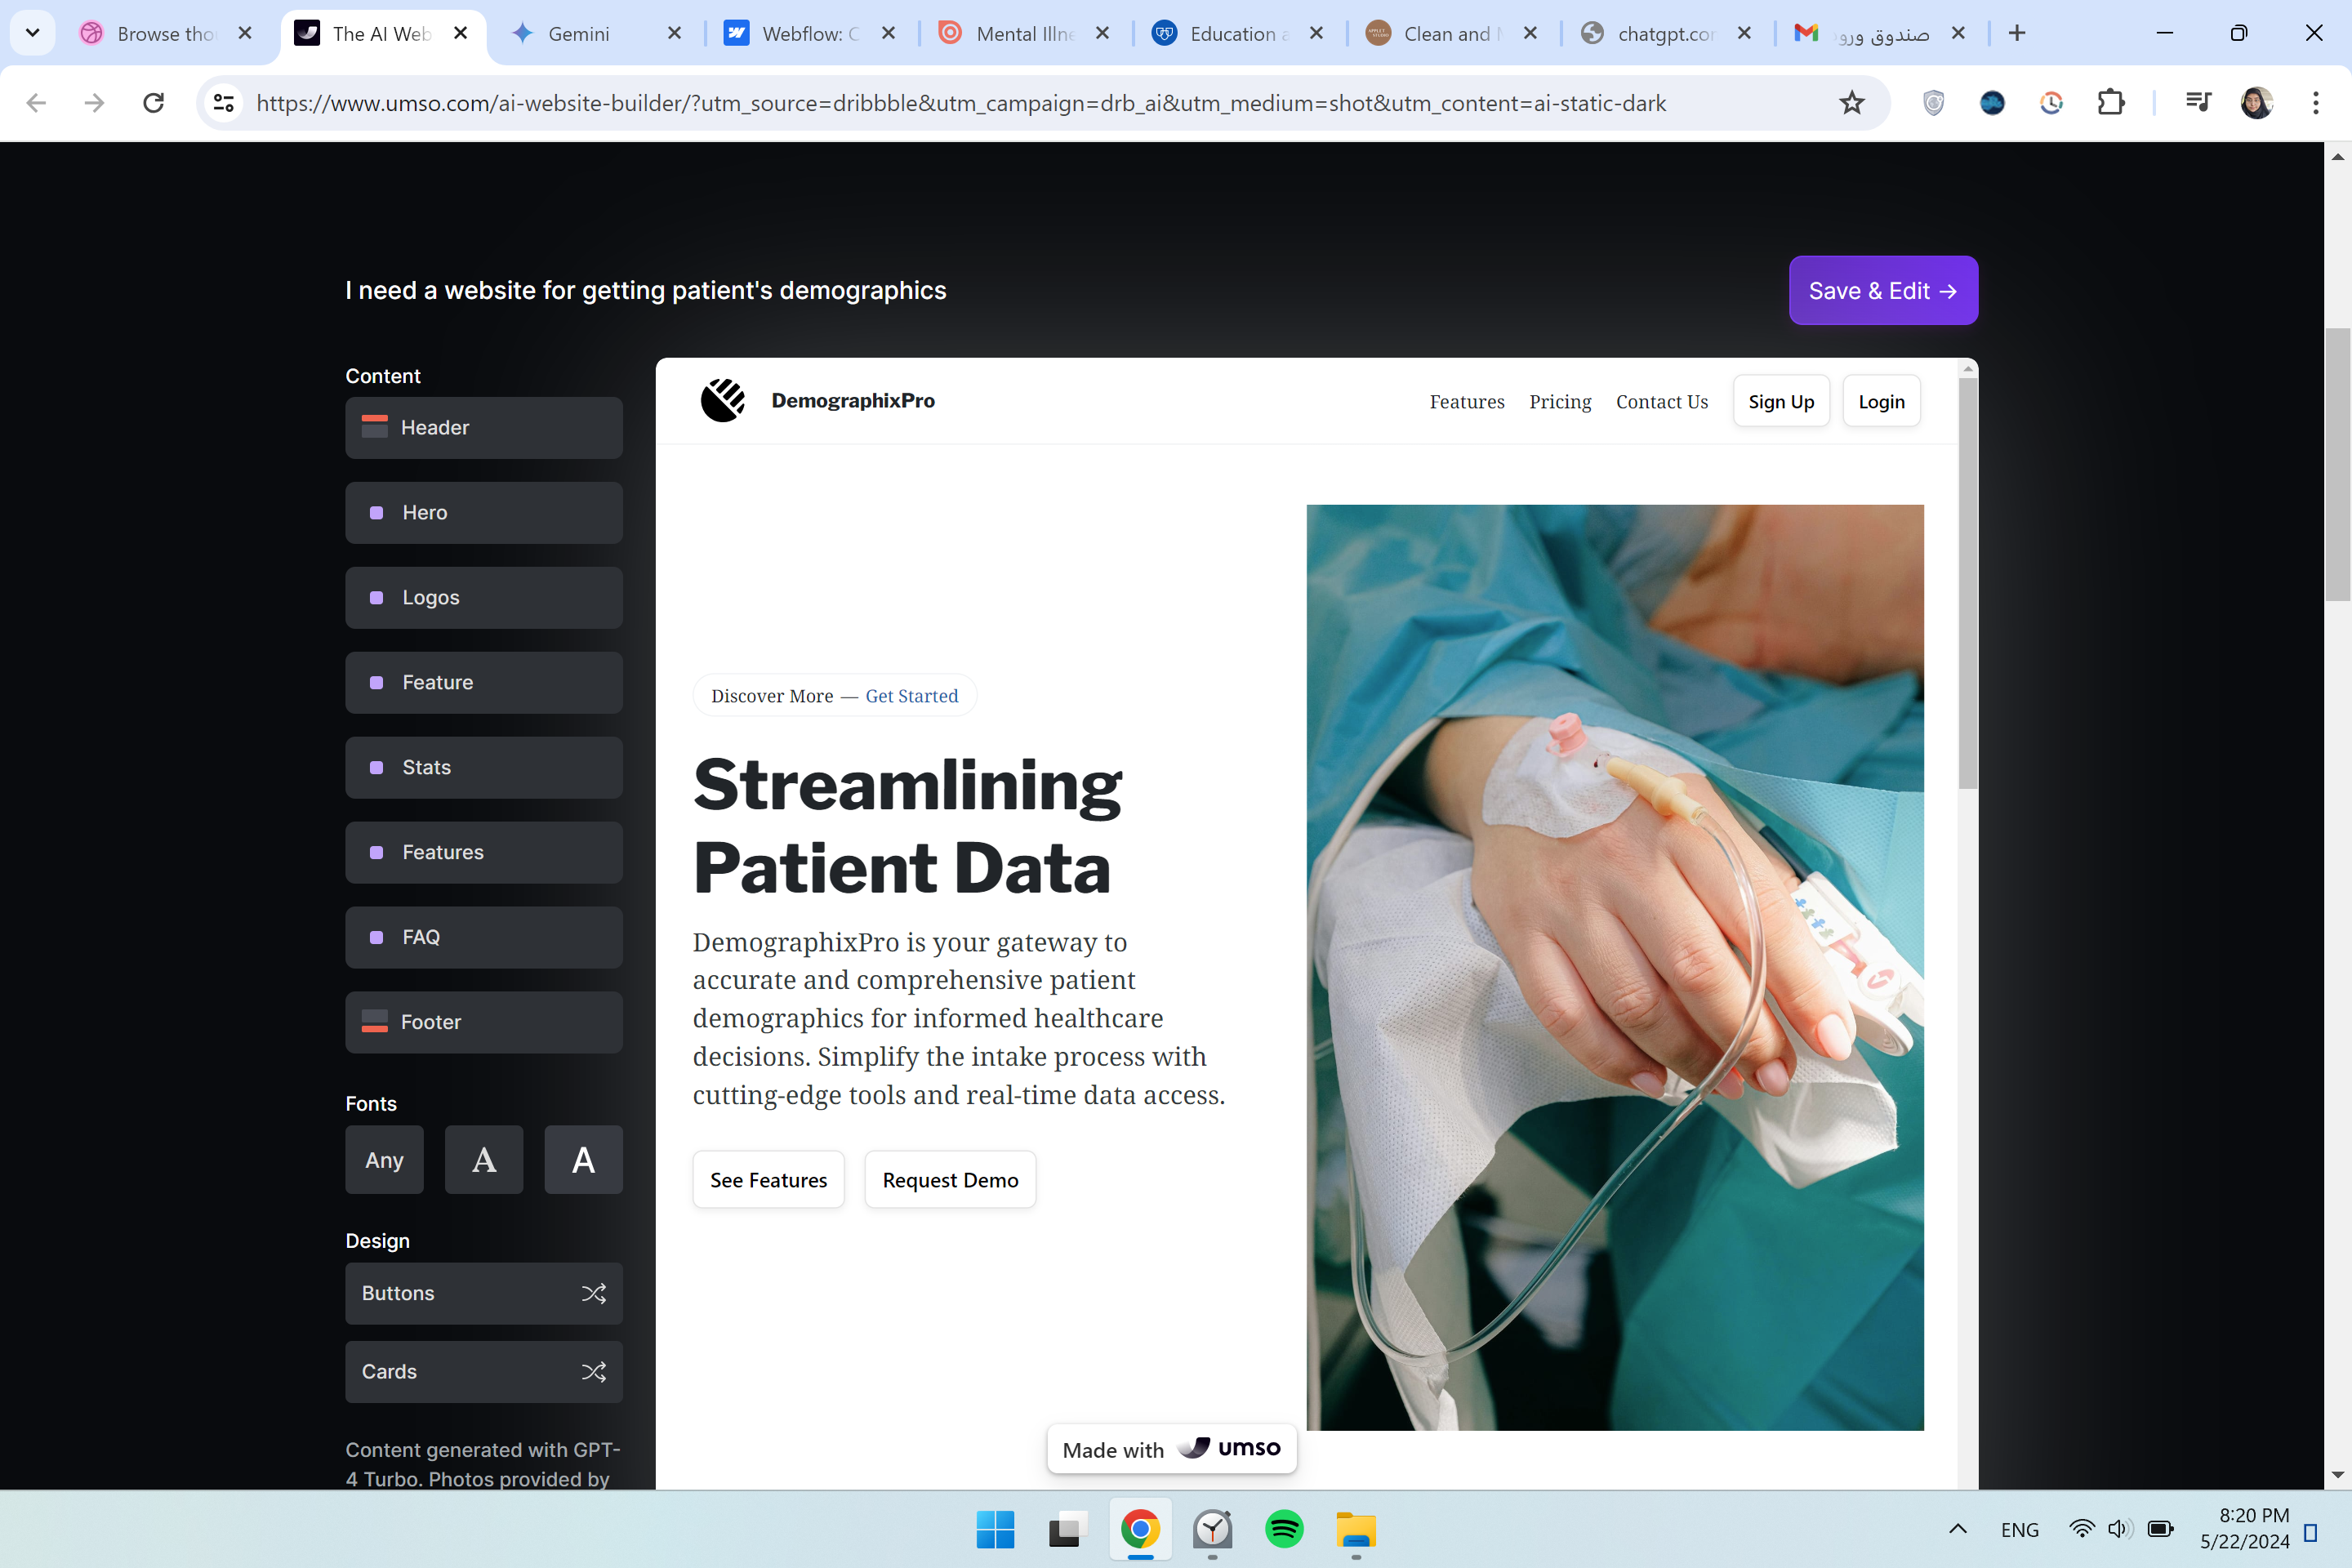 Browse tho
The AI Web
Gemini
Webflow: C
Mental Illne
Education a
Clean and
chatgpt.co
صندوق ورو
https://www.umso.com/ai-website-builder/?utm_source=dribbble&utm_campaign=drb_ai&utm_medium=shot&utm_content=ai-static-dark
I need a website for getting patient's demographics
Save & Edit →
Content
Header
Hero
Logos
Feature
Stats
Features
FAQ
Footer
Fonts
Any
A
A
Design
Buttons
Cards
Content generated with GPT-
4 Turbo. Photos provided by
DemographixPro
Features
Pricing
Contact Us
Sign Up
Login
Discover More — Get Started
Streamlining
Patient Data
DemographixPro is your gateway to
accurate and comprehensive patient
demographics for informed healthcare
decisions. Simplify the intake process with
cutting-edge tools and real-time data access.
See Features
Request Demo
Made with umso
ENG
8:20 PM
5/22/2024